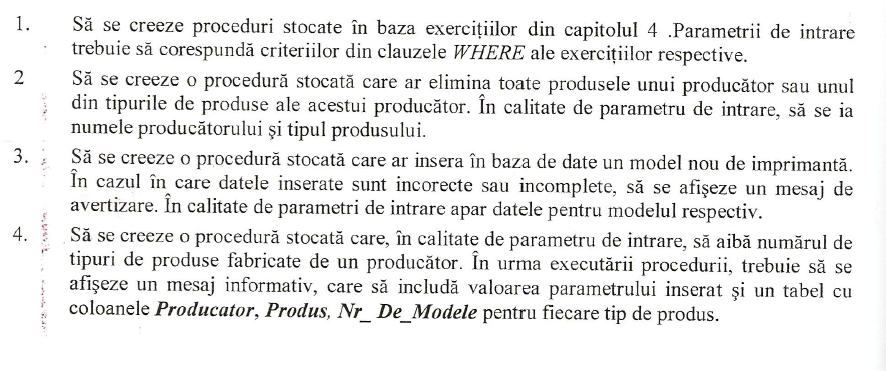 1. Să se creeze proceduri stocate în baza exercițiilor din capitolul 4 .Parametrii de intrare
trebuie să corespundă criteriilor din clauzele WHERE ale exercițiilor respective.
2 Să se creeze o procedură stocată care ar elimina toate produsele unui producător sau unul
din tipurile de produse ale acestui producător. În calitate de parametru de intrare, să se ia
numele producătorului şi tipul produsului.
3. Să se creeze o procedură stocată care ar insera în baza de date un model nou de imprimantă.
În cazul în care datele inserate sunt incorecte sau incomplete, să se afişeze un mesaj de
avertizare. În calitate de parametri de intrare apar datele pentru modelul respectiv.
4. Să se creeze o procedură stocată care, în calitate de parametru de intrare, să aibă numărul de
tipuri de produse fabricate de un producător. În urma executării procedurii, trebuie să se
afişeze un mesaj informativ, care să includă valoarea parametrului inserat şi un tabel cu
coloanele Producator, Produs, Nr_ De_Modele pentru fiecare tip de produs.